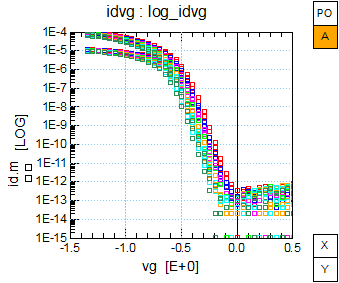 idvg : log_idvg
PO
A
1E-4
1E-5
1E-6
1E-7
1E-8
1E-9
1E-10
1E-11
1E-12
1E-13
1E-14
1E-15
id.m [LOG]
-1.5
-1.0
-0.5
0.0
0.5
vg [E+0]
X
Y